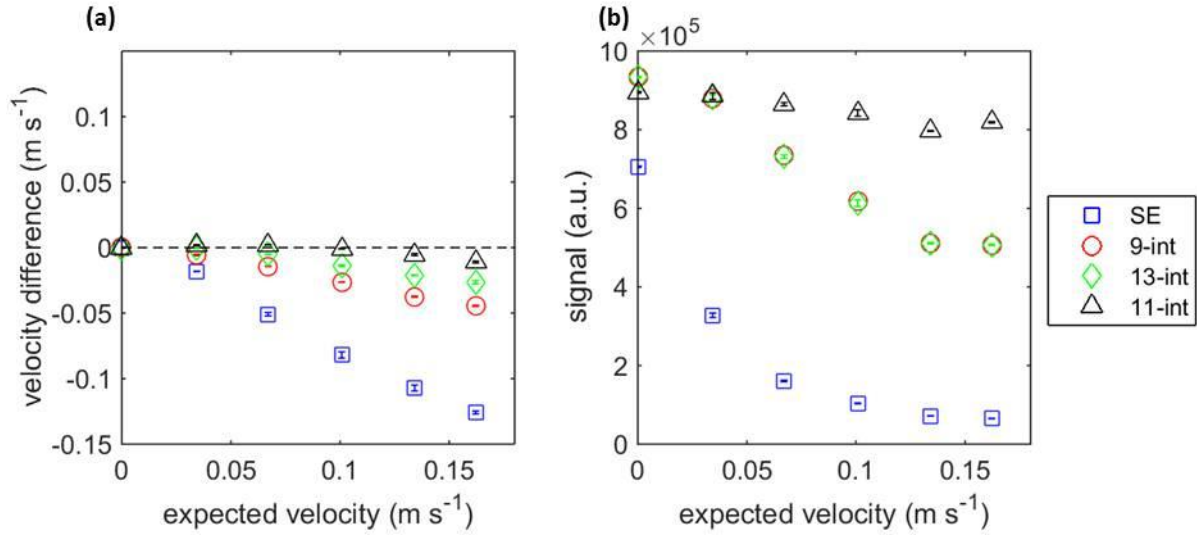 (a)
velocity difference (m s⁻¹)
0.1
0.05
0
-0.05
-0.1
-0.15
0 0.05 0.1 0.15
expected velocity (m s⁻¹)
(b)
×10⁵
signal (a.u.)
10
8
6
4
2
0
0 0.05 0.1 0.15
expected velocity (m s⁻¹)
SE
9-int
13-int
11-int